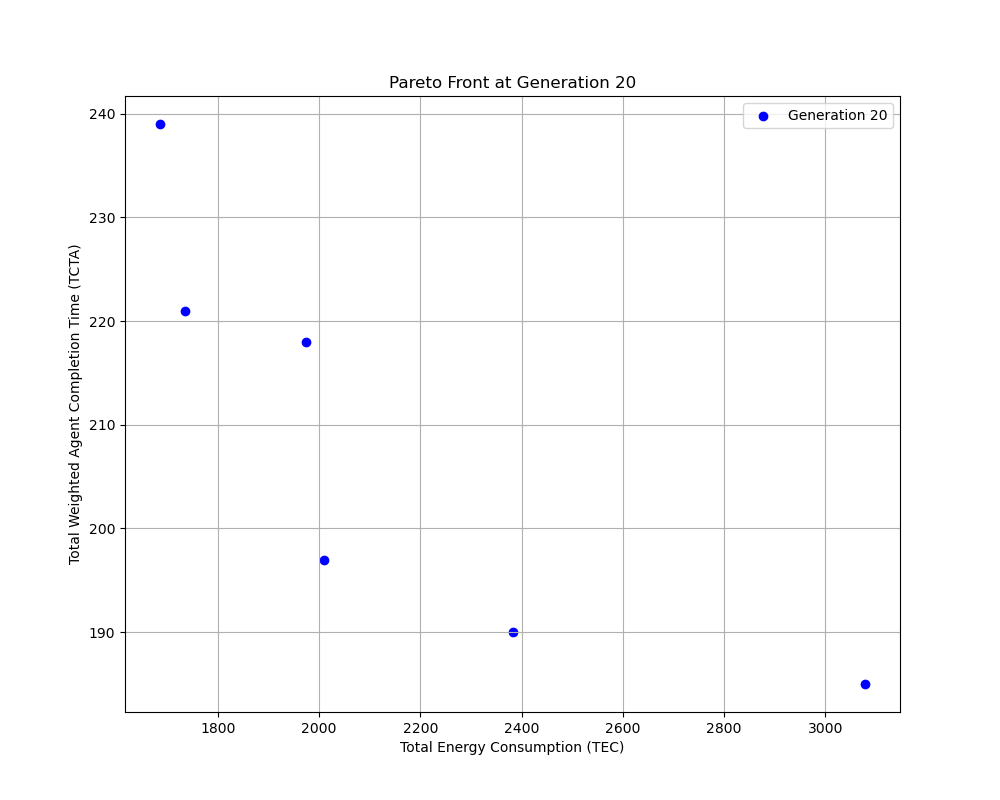 Pareto Front at Generation 20
Generation 20
240
230
220
210
200
190
Total Weighted Agent Completion Time (TCTA)
1800 2000 2200 2400 2600 2800 3000
Total Energy Consumption (TEC)